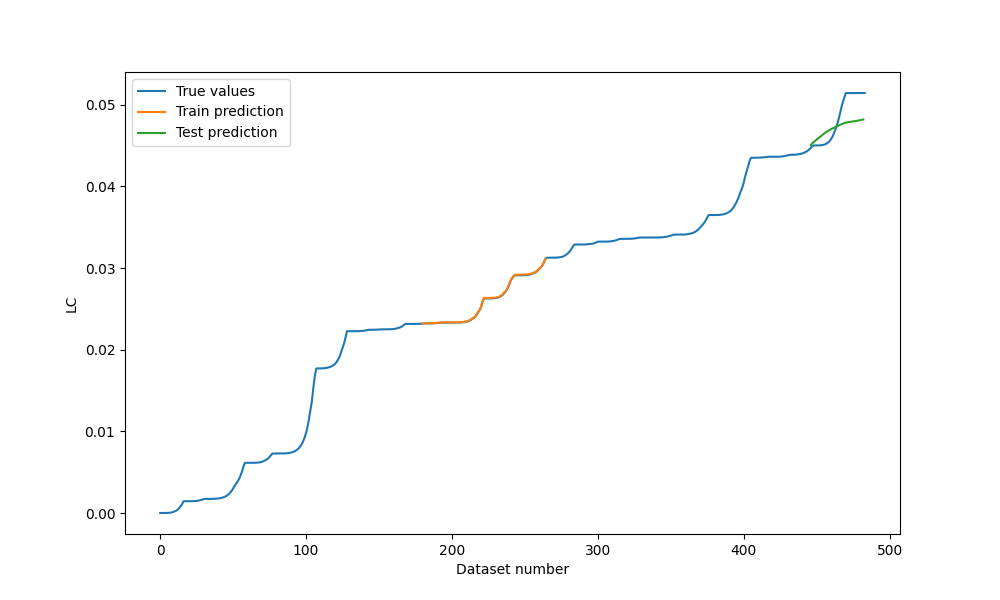 True values
Train prediction
Test prediction
0.05
0.04
0.03
0.02
0.01
0.00
LC
0 100 200 300 400 500
Dataset number